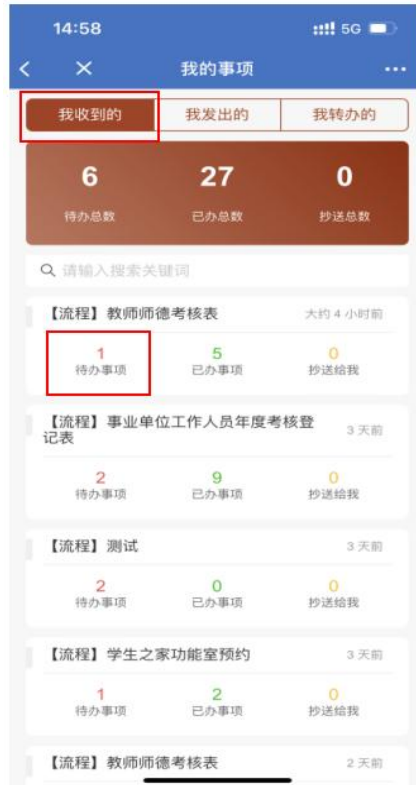 14:58
5G
我的事项
我收到的 我发出的 我转办的
6 27 0
待办总数 已办总数 抄送总数
请输入搜索关键词
【流程】教师师德考核表 大约 4 小时前
1 5 0
待办事项 已办事项 抄送给我
【流程】事业单位工作人员年度考核登 3 天前
记表
2 9 0
待办事项 已办事项 抄送给我
【流程】测试 3 天前
2 0 0
待办事项 已办事项 抄送给我
【流程】学生之家功能室预约 3 天前
1 2 0
待办事项 已办事项 抄送给我
【流程】教师师德考核表 2 天前